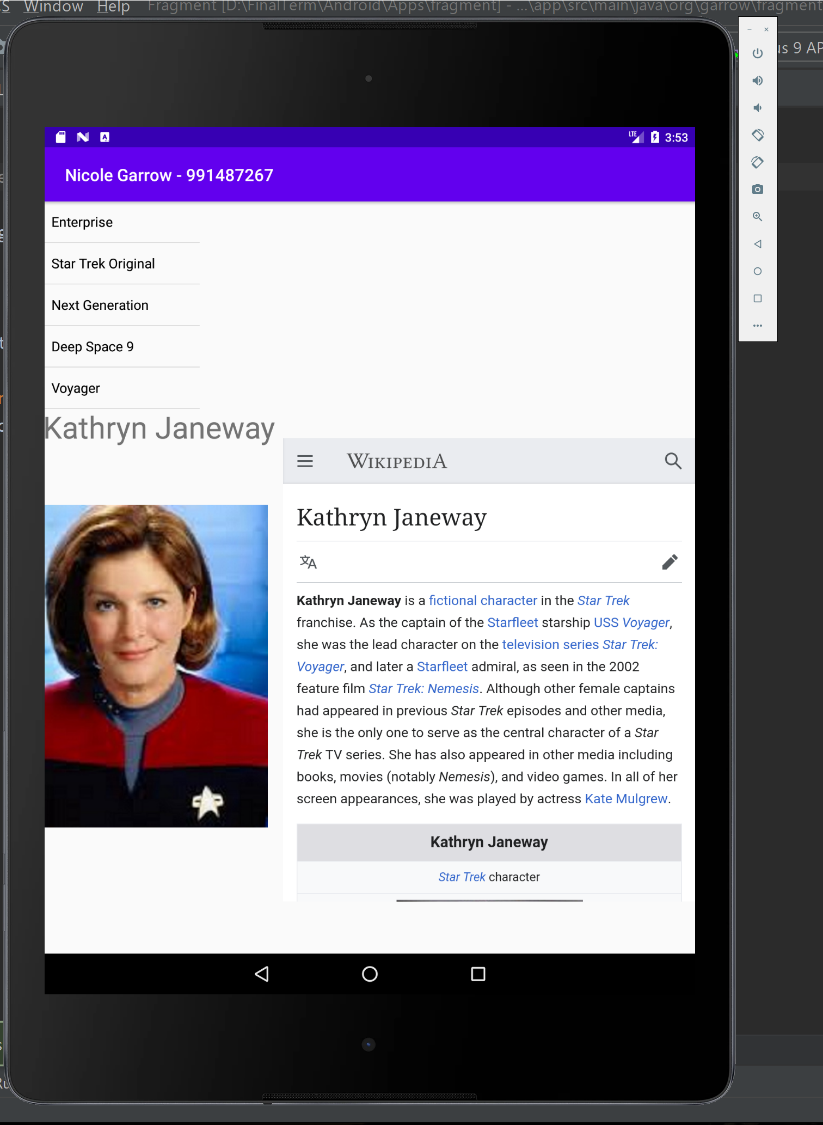 S Window Help Fragment [D:\FinalTerm\Android\Apps\fragment] - ...\app\src\main\java\org\garrow\fragment
us 9 AP
LTE 3:53
Nicole Garrow - 991487267
Enterprise
Star Trek Original
Next Generation
Deep Space 9
Voyager
Kathryn Janeway
WIKIPEDIA
Kathryn Janeway
Kathryn Janeway is a fictional character in the Star Trek
franchise. As the captain of the Starfleet starship USS Voyager,
she was the lead character on the television series Star Trek:
Voyager, and later a Starfleet admiral, as seen in the 2002
feature film Star Trek: Nemesis. Although other female captains
had appeared in previous Star Trek episodes and other media,
she is the only one to serve as the central character of a Star
Trek TV series. She has also appeared in other media including
books, movies (notably Nemesis), and video games. In all of her
screen appearances, she was played by actress Kate Mulgrew.
Kathryn Janeway
Star Trek character